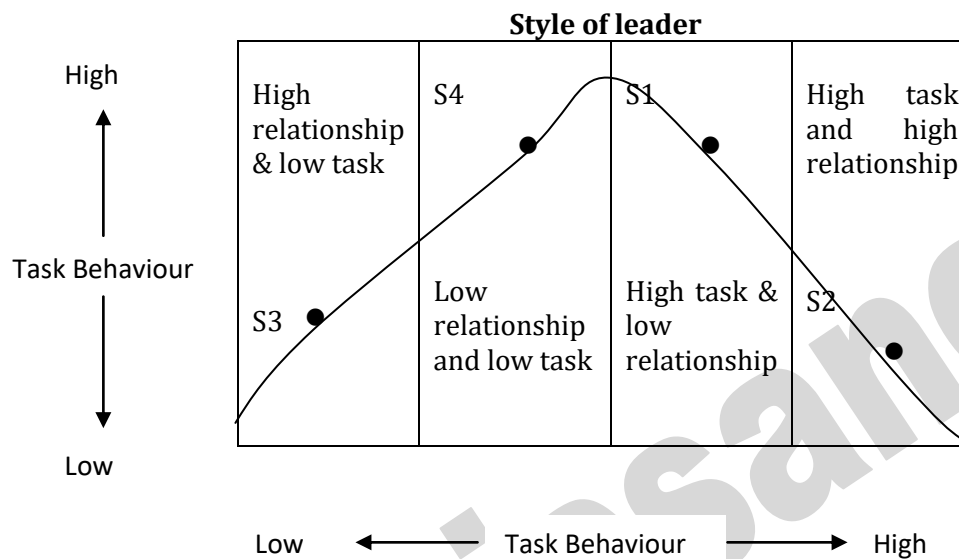 Style of leader
High
High
relationship
& low task
S4
S1
High task
and high
relationship
Task Behaviour
S3
Low
relationship
and low task
High task &
low
relationship
S2
Low
Low
Task Behaviour
High